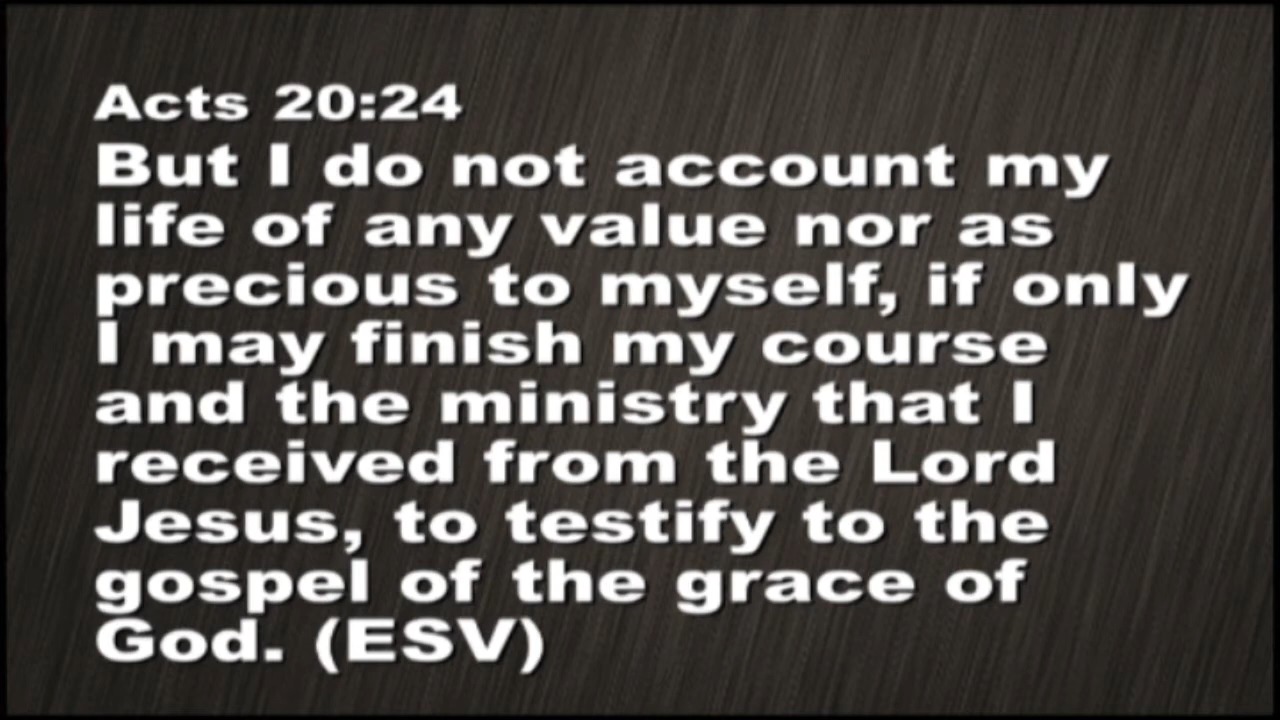 Acts 20:24
But I do not account my
life of any value nor as
precious to myself, if only
I may finish my course
and the ministry that I
received from the Lord
Jesus, to testify to the
gospel of the grace of
God. (ESV)